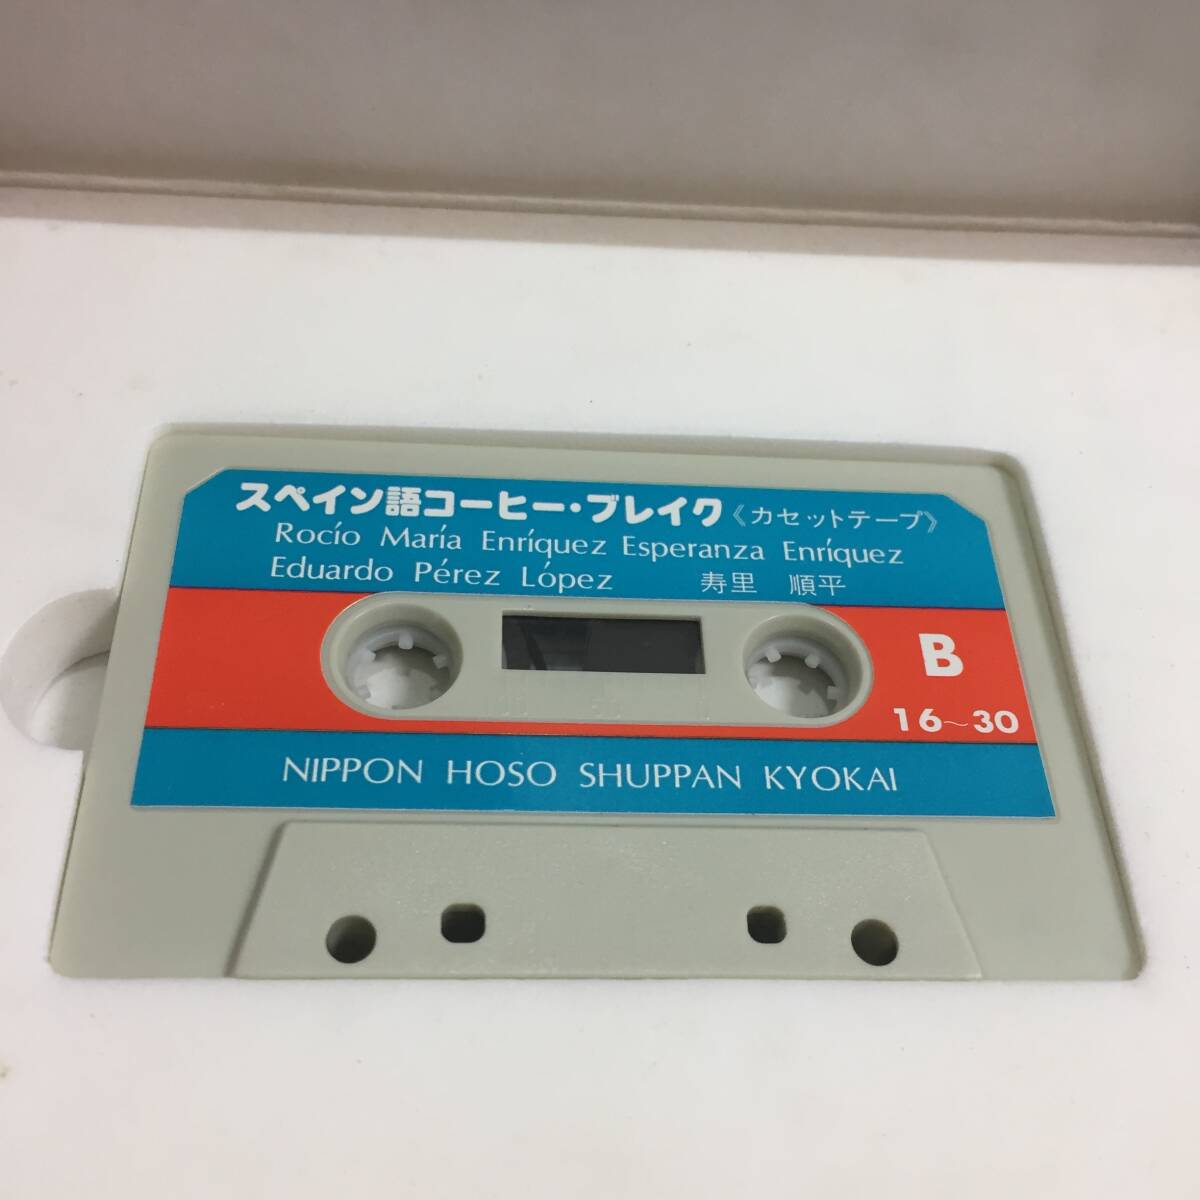 スペイン語コーヒー・ブレイク《カセットテープ》
Rocío María Enríquez Esperanza Enríquez
Eduardo Pérez López 寿里 順平
B
16~30
NIPPON HOSO SHUPPAN KYOKAI